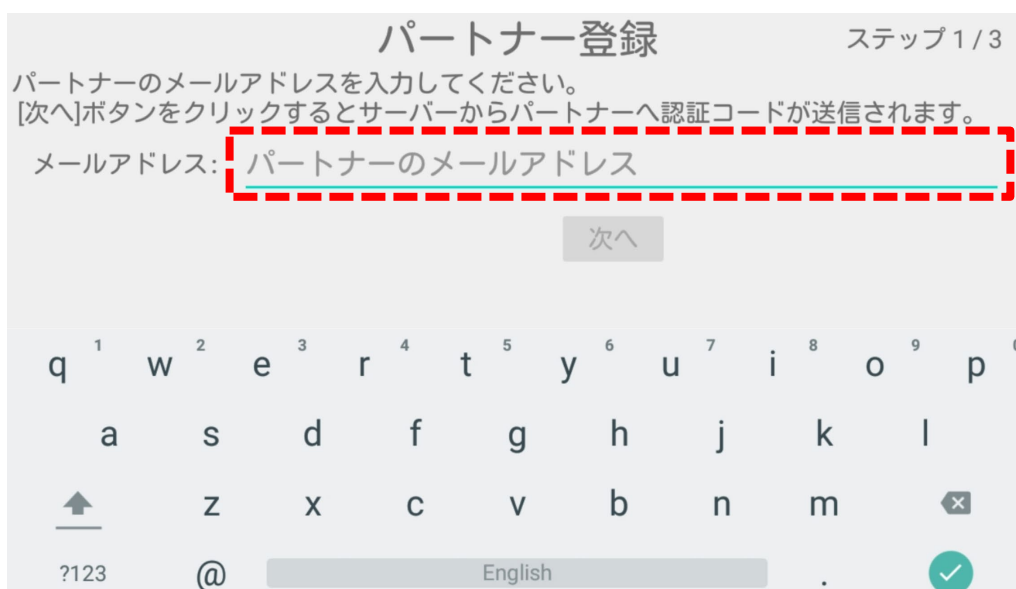 パートナー登録
ステップ 1 / 3
パートナーのメールアドレスを入力してください。
[次へ]ボタンをクリックするとサーバーからパートナーへ認証コードが送信されます。
メールアドレス: パートナーのメールアドレス
次へ
1 2 3 4 5 6 7 8 9 0
q w e r t y u i o p
a s d f g h j k l
z x c v b n m
?123 @ English .